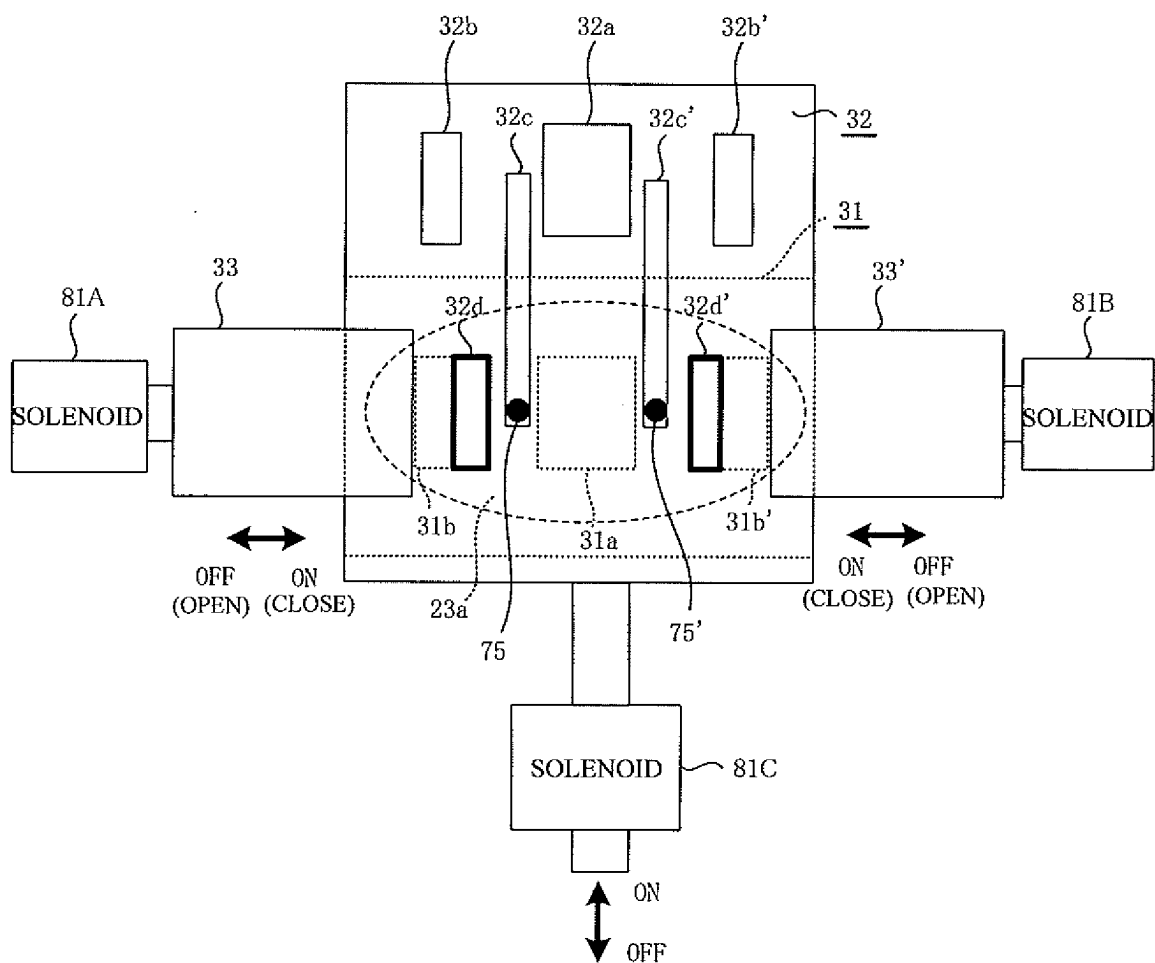 32b 32a 32b'
32c 32c' 32
31
33 33'
81A 32d 32d' 81B
SOLENOID SOLENOID
31b 31a 31b'
OFF ON ON OFF
(OPEN) (CLOSE) 23a (CLOSE) (OPEN)
75 75'
SOLENOID 81C
ON
OFF